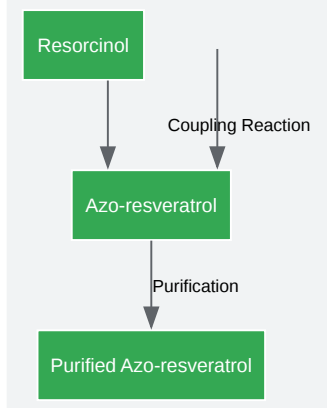 Resorcinol
Coupling Reaction
Azo-resveratrol
Purification
Purified Azo-resveratrol